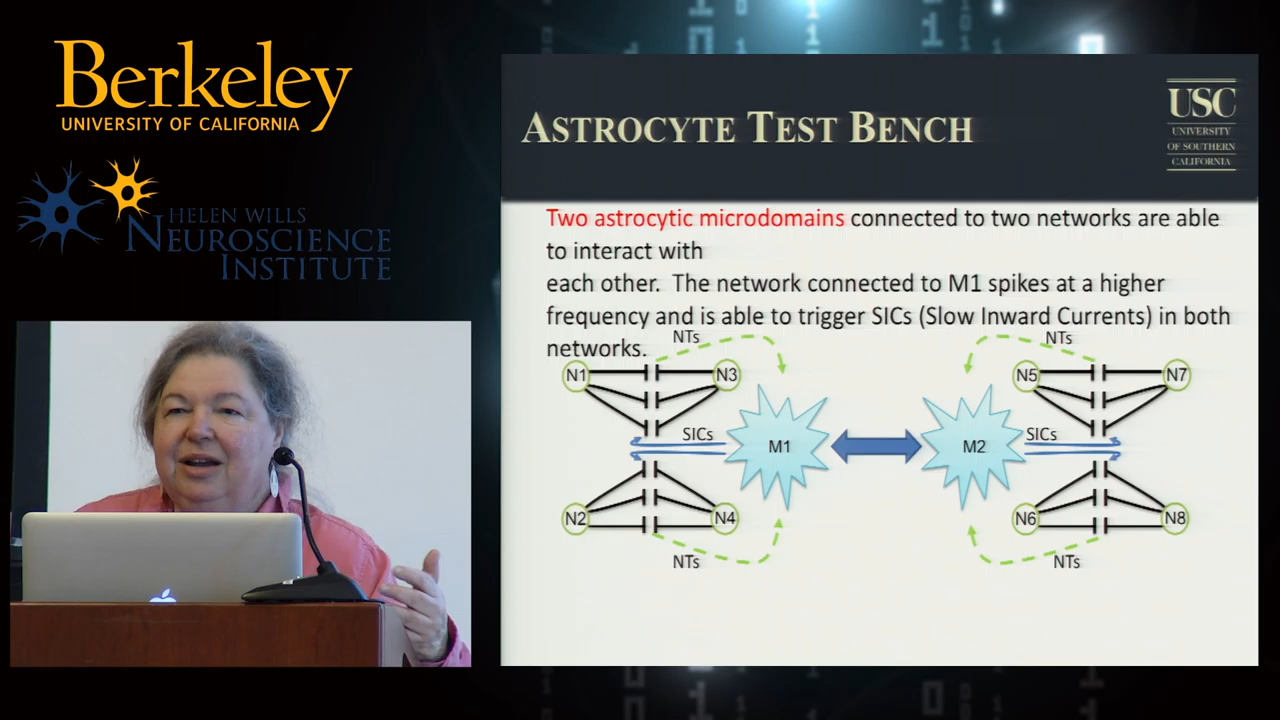 Berkeley
UNIVERSITY OF CALIFORNIA
HELEN WILLS
NEUROSCIENCE
INSTITUTE
ASTROCYTE TEST BENCH
USC
UNIVERSITY
OF SOUTHERN
CALIFORNIA
Two astrocytic microdomains connected to two networks are able
to interact with
each other. The network connected to M1 spikes at a higher
frequency and is able to trigger SICs (Slow Inward Currents) in both
networks.
NTs
NTs
N1
N3
N5
N7
SICs
M1
M2
SICs
N2
N4
N6
N8
NTs
NTs